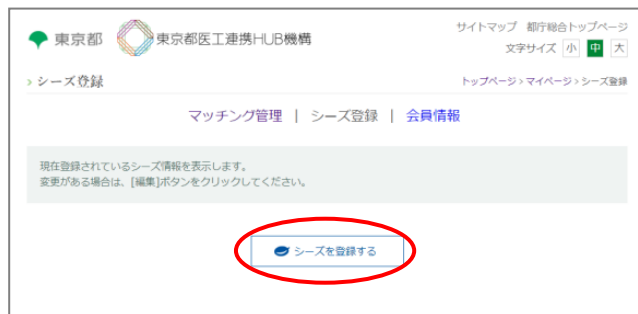 サイトマップ 都庁総合トップページ
東京都 東京都医工連携HUB機構
文字サイズ 小 中 大
> シーズ登録
トップページ > マイページ > シーズ登録
マッチング管理 | シーズ登録 | 会員情報
現在登録されているシーズ情報を表示します。
変更がある場合は、[編集]ボタンをクリックしてください。
シーズを登録する